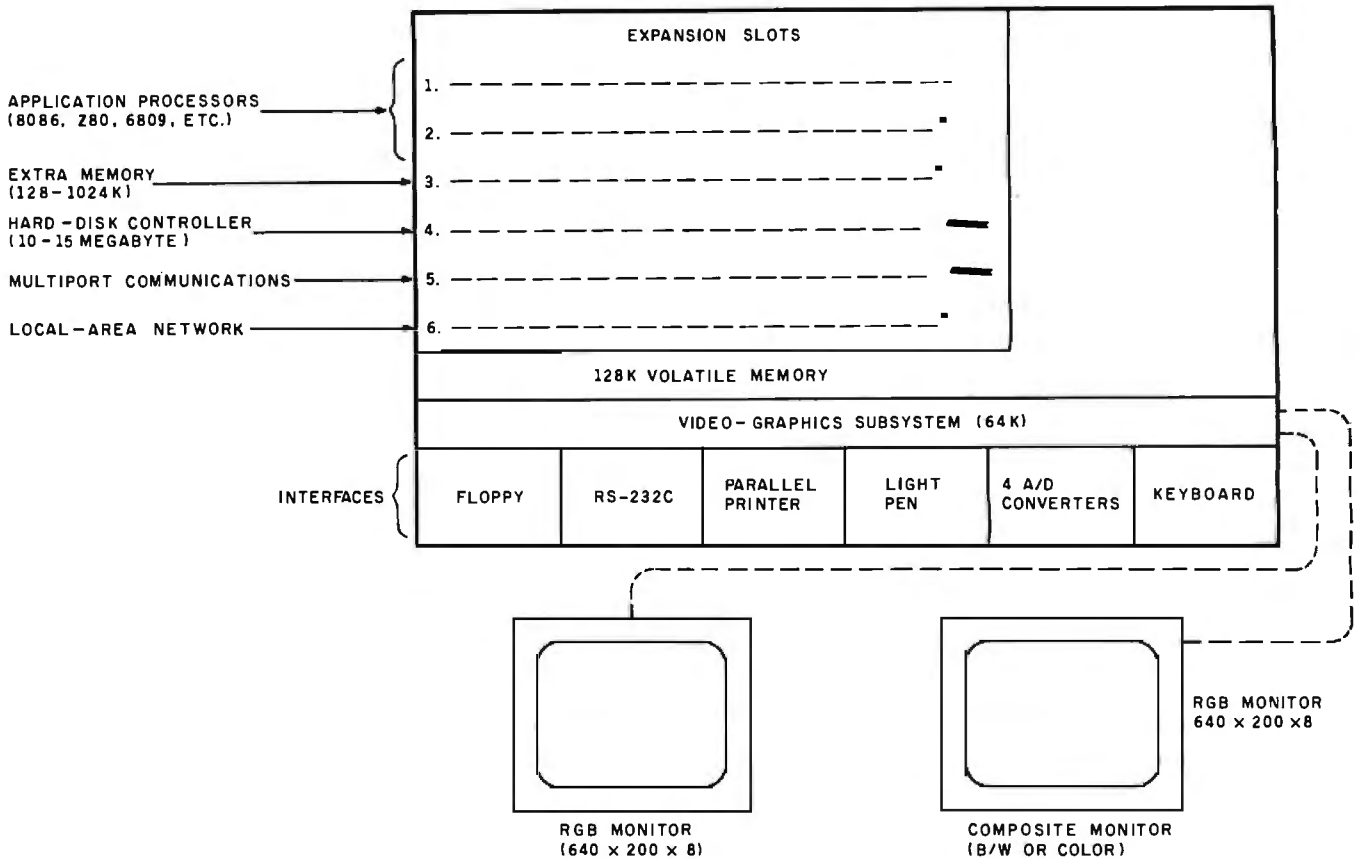 EXPANSION SLOTS
APPLICATION PROCESSORS
(8086, Z80, 6809, ETC.)
1.
2.
EXTRA MEMORY
(128-1024K)
3.
HARD-DISK CONTROLLER
(10-15 MEGABYTE)
4.
MULTIPORT COMMUNICATIONS
5.
LOCAL-AREA NETWORK
6.
128K VOLATILE MEMORY
VIDEO-GRAPHICS SUBSYSTEM (64K)
INTERFACES
FLOPPY
RS-232C
PARALLEL
PRINTER
LIGHT
PEN
4 A/D
CONVERTERS
KEYBOARD
RGB MONITOR
640 x 200 x8
RGB MONITOR
(640 x 200 x 8)
COMPOSITE MONITOR
(B/W OR COLOR)